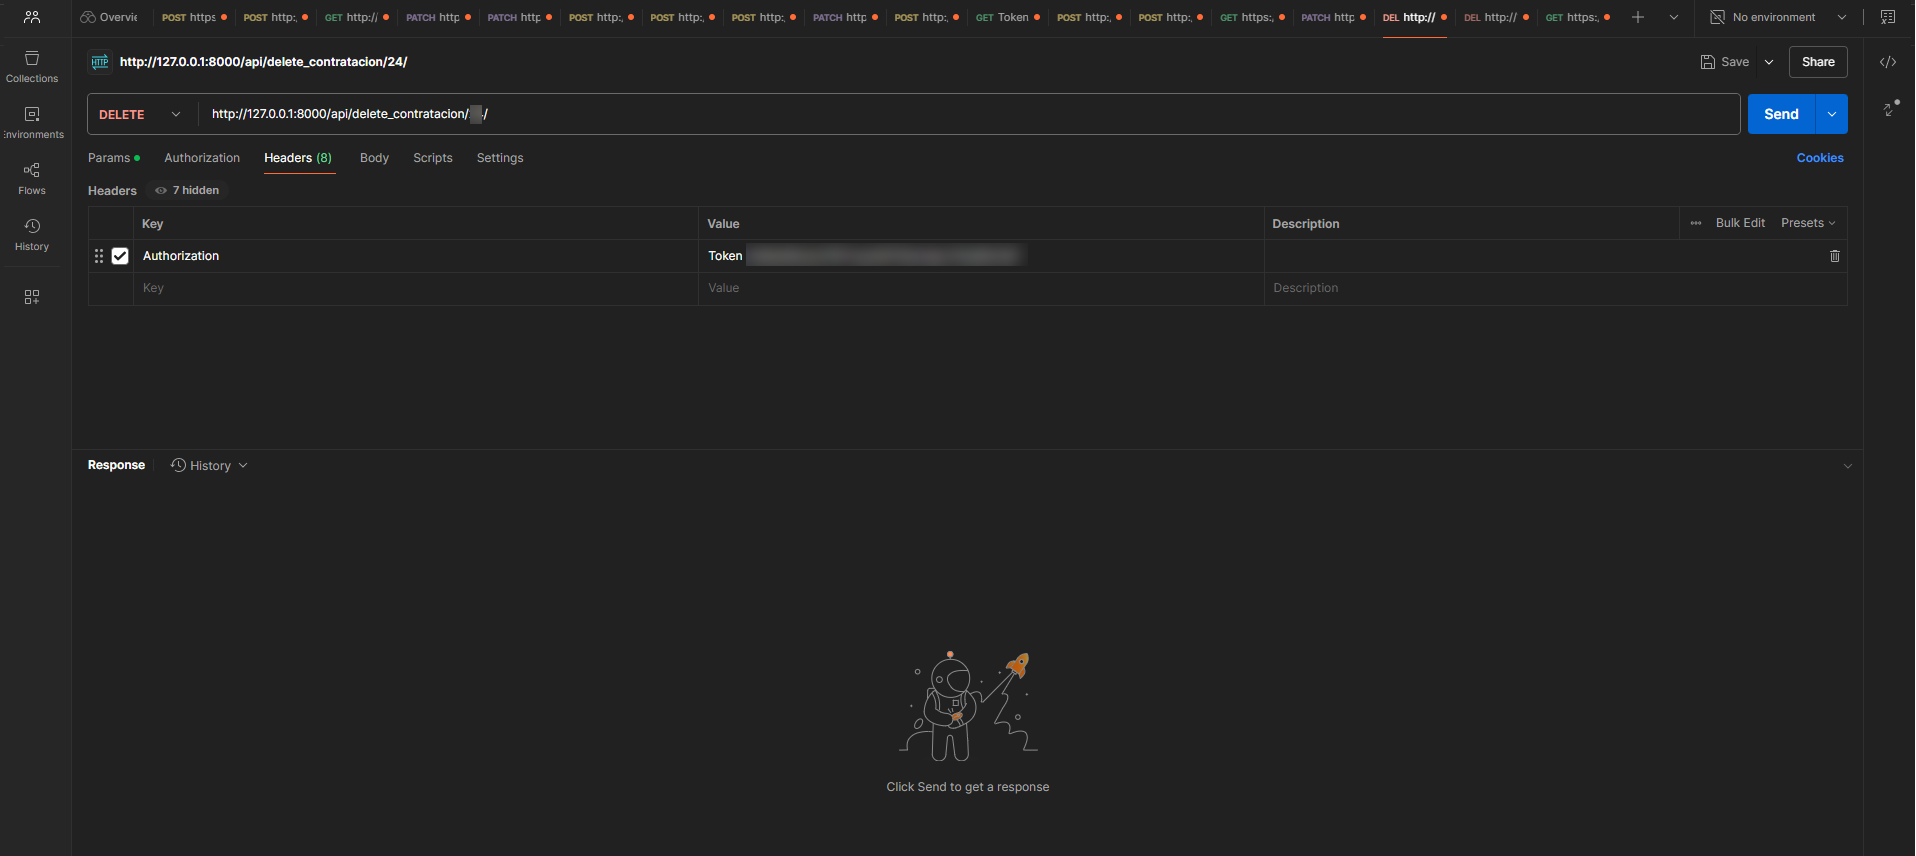 Overvie POST https POST http:, GET http:// PATCH http PATCH http POST http:, POST http:, POST http:, PATCH http POST http:, GET Token POST http:, POST http:, GET https:, PATCH http DEL http:// DEL http:// GET https:, No environment
Collections
Environments
Flows
History
HTTP http://127.0.0.1:8000/api/delete_contratacion/24/ Save Share
DELETE http://127.0.0.1:8000/api/delete_contratacion/ / Send
Params Authorization Headers (8) Body Scripts Settings Cookies
Headers 7 hidden
Key Value Description Bulk Edit Presets
Authorization Token
Key Value Description
Response History
Click Send to get a response